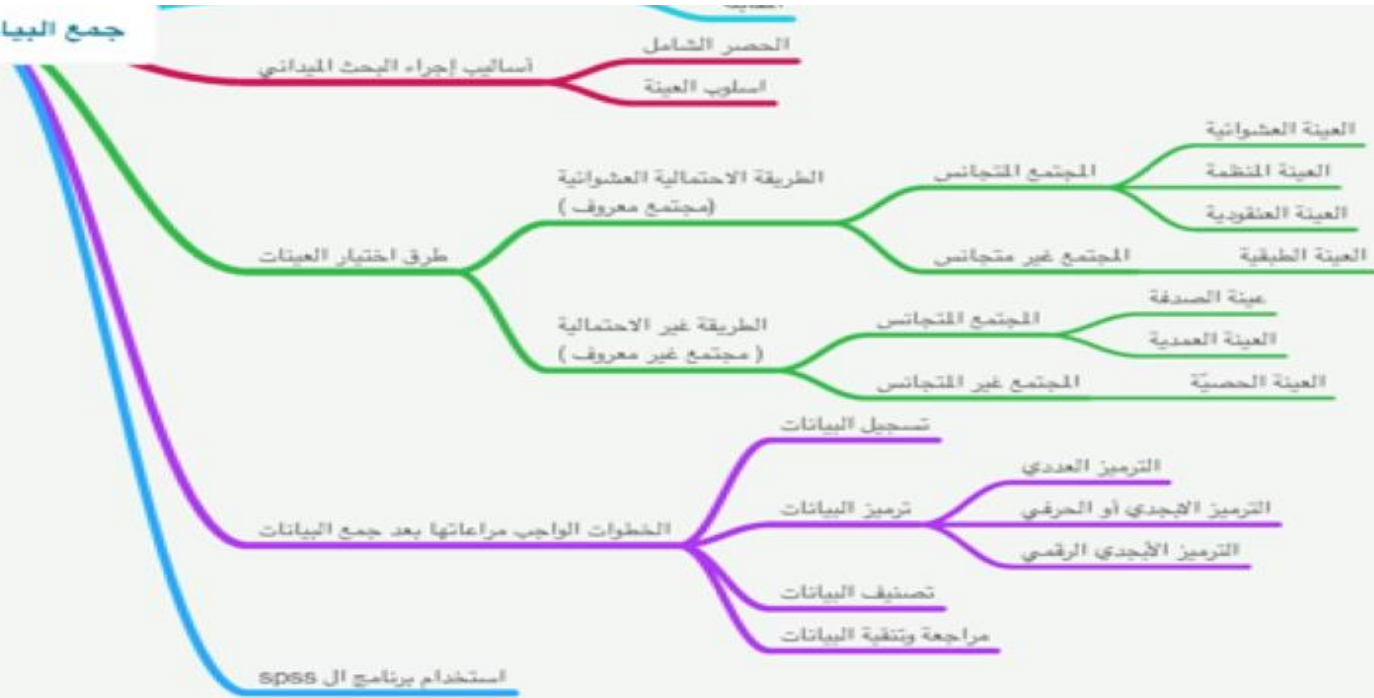 جمع البيا
أساليب إجراء البحث الميداني
الحصر الشامل
اسلوب العينة
طرق اختيار العينات
الطريقة الاحتمالية العشوائية
(مجتمع معروف )
المجتمع المتجانس
العينة العشوائية
العينة المنظمة
العينة العنقودية
المجتمع غير متجانس
العينة الطبقية
الطريقة غير الاحتمالية
( مجتمع غير معروف )
المجتمع المتجانس
عينة الصدفة
العينة العمدية
المجتمع غير المتجانس
العينة الحصيّة
الخطوات الواجب مراعاتها بعد جمع البيانات
تسجيل البيانات
ترميز البيانات
الترميز العددي
الترميز الابجدي أو الحرفي
الترميز الأبجدي الرقمي
تصنيف البيانات
مراجعة وتنقية البيانات
استخدام برنامج ال spss